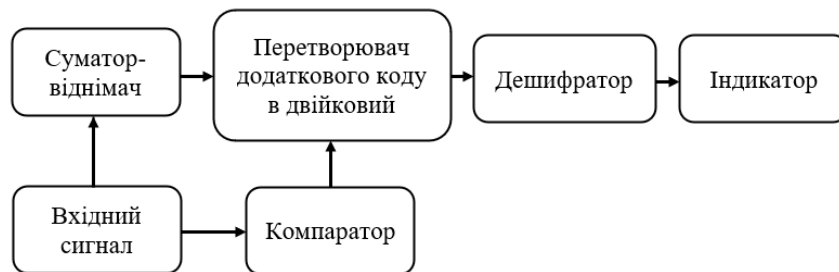 Суматор-
віднімач
Перетворювач
додаткового коду
в двійковий
Дешифратор
Індикатор
Вхідний
сигнал
Компаратор